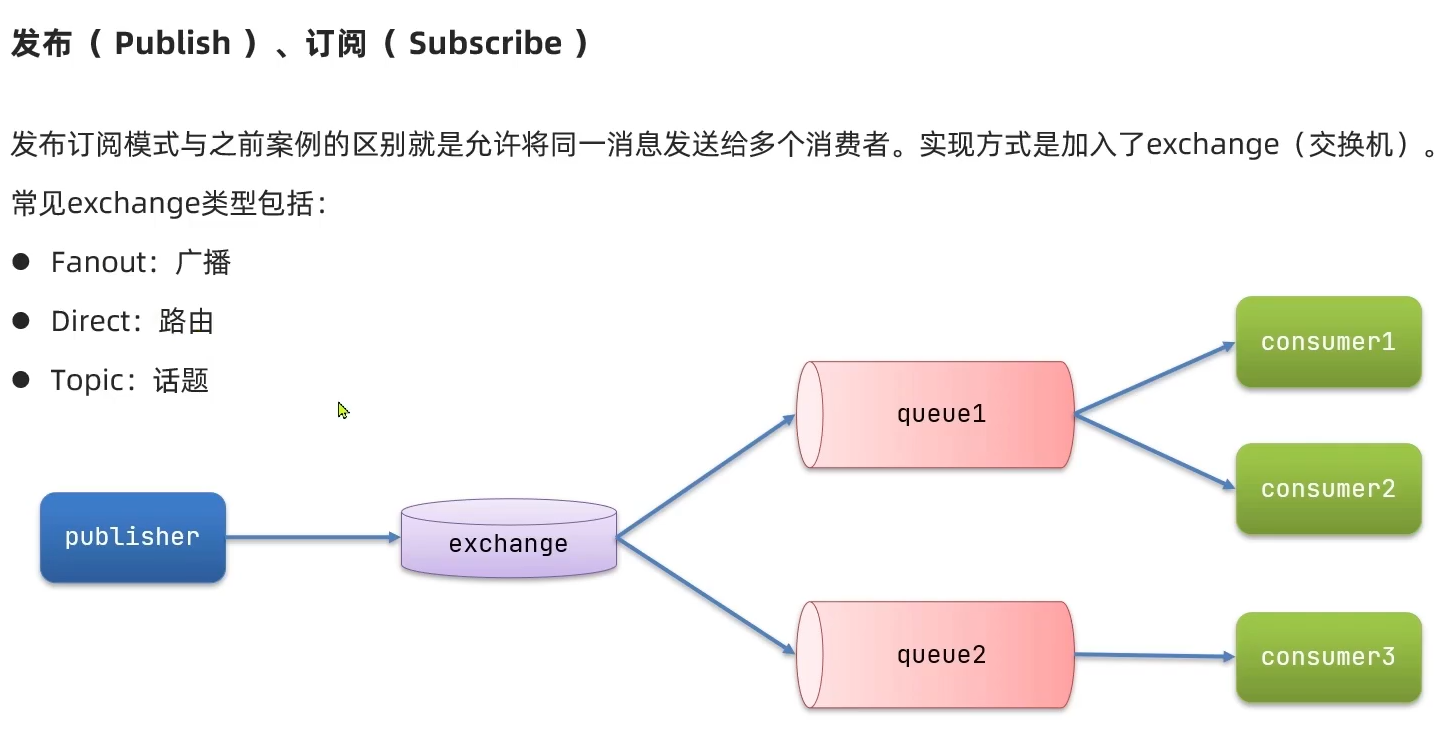 发布（ Publish ）、订阅（ Subscribe ）
发布订阅模式与之前案例的区别就是允许将同一消息发送给多个消费者。实现方式是加入了exchange（交换机）。
常见exchange类型包括：
● Fanout：广播
● Direct：路由
● Topic：话题
publisher
exchange
queue1
queue2
consumer1
consumer2
consumer3